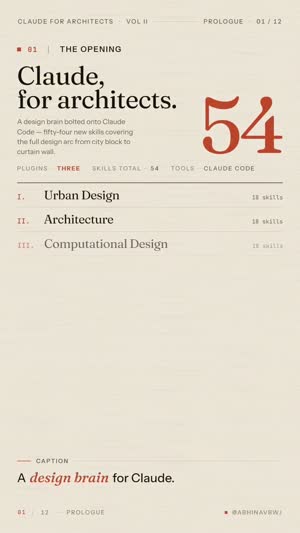 CLAUDE FOR ARCHITECTS · VOL II
PROLOGUE · 01 / 12
01 | THE OPENING
Claude,
for architects.
54
A design brain bolted onto Claude
Code — fifty-four new skills covering
the full design arc from city block to
curtain wall.
PLUGINS · THREE SKILLS TOTAL · 54 TOOLS · CLAUDE CODE
I. Urban Design 18 skills
II. Architecture 18 skills
III. Computational Design 18 skills
CAPTION
A design brain for Claude.
01 / 12 — PROLOGUE
@ABHINAVBWJ